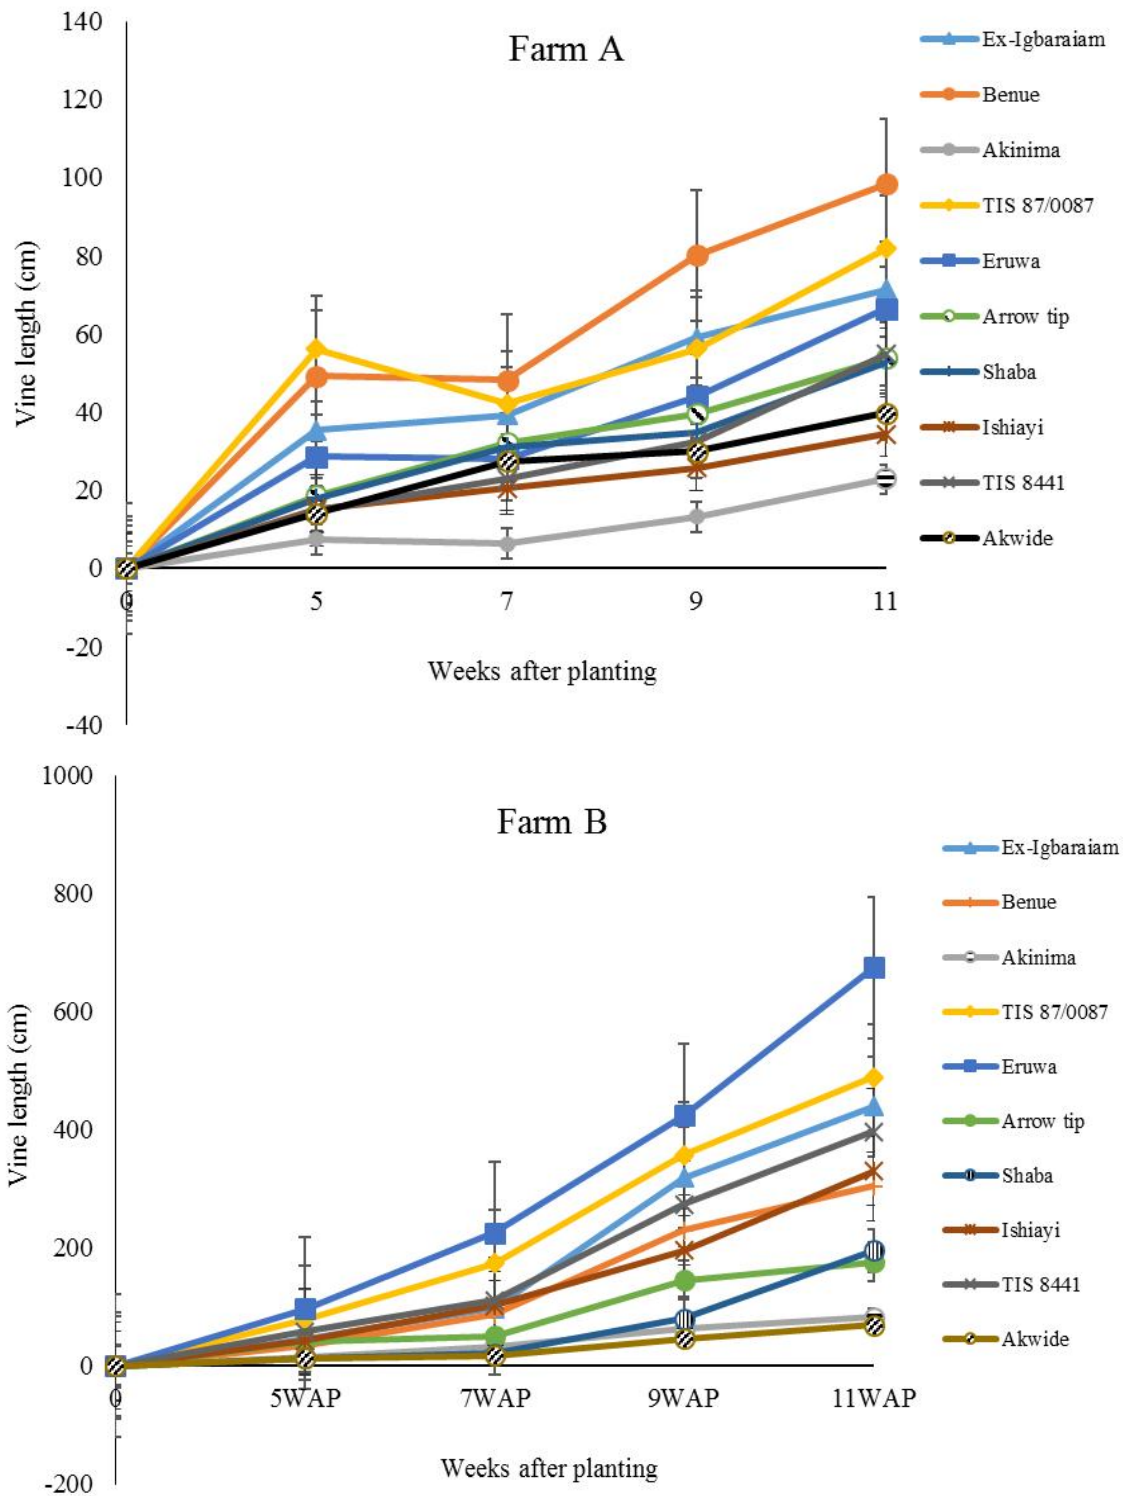 Farm A
140
120
100
80
60
40
20
0
-20
-40
Vine length (cm)
0 5 7 9 11
Weeks after planting
Ex-Igbaraiam
Benue
Akinima
TIS 87/0087
Eruwa
Arrow tip
Shaba
Ishiayi
TIS 8441
Akwide
Farm B
1000
800
600
400
200
0
-200
Vine length (cm)
0 5WAP 7WAP 9WAP 11WAP
Weeks after planting
Ex-Igbaraiam
Benue
Akinima
TIS 87/0087
Eruwa
Arrow tip
Shaba
Ishiayi
TIS 8441
Akwide